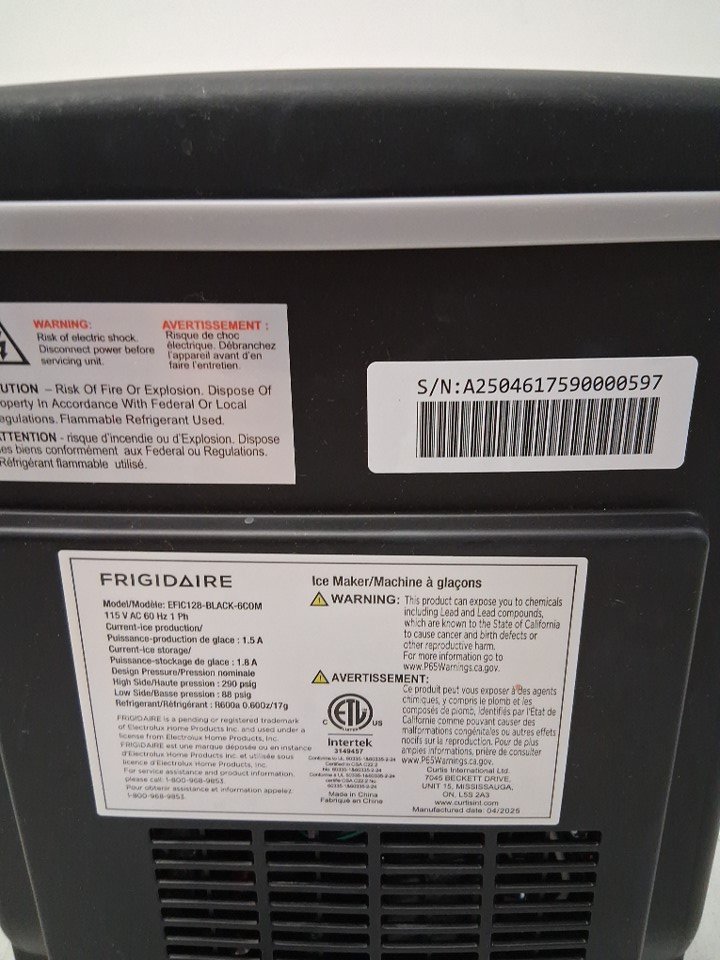 WARNING:
Risk of electric shock.
Disconnect power before
servicing unit.
AVERTISSEMENT :
Risque de choc
électrique. Débranchez
l'appareil avant d'en
faire l'entretien.
UTION – Risk Of Fire Or Explosion. Dispose Of
operty In Accordance With Federal Or Local
egulations. Flammable Refrigerant Used.
TTENTION - risque d'incendie ou d'Explosion. Dispose
es biens conformément aux Federal ou Regulations.
Réfrigérant flammable utilisé.
S/N:A2504617590000597
FRIGIDAIRE
Model/Modèle: EFIC128-BLACK-6COM
115 V AC 60 Hz 1 Ph
Current-ice production/
Puissance-production de glace : 1.5 A
Current-ice storage/
Puissance-stockage de glace : 1.8 A
Design Pressure/Pression nominale
High Side/Haute pression : 290 psig
Low Side/Basse pression : 88 psig
Refrigerant/Réfrigérant : R600a 0.600z/17g
FRIGIDAIRE is a pending or registered trademark
of Electrolux Home Products Inc. and used under a
license from Electrolux Home Products, Inc.
FRIGIDAIRE est une marque déposée ou en instance
d'Electrolux Home Products Inc. et utilisée sous
licence d'Electrolux Home Products, Inc.
For service assistance and product information,
please call: 1-800-968-9853.
Pour obtenir assistance et information appelez:
1-800-968-9853.
Ice Maker/Machine à glaçons
WARNING: This product can expose you to chemicals
including Lead and Lead compounds,
which are known to the State of California
to cause cancer and birth defects or
other reproductive harm.
For more information go to
www.P65Warnings.ca.gov.
AVERTISSEMENT:
Ce produit peut vous exposer à des agents
chimiques, y compris le plomb et les
composés de plomb, identifiés par l'État de
Californie comme pouvant causer des
malformations congénitales ou autres effets
nocifs sur la reproduction. Pour de plus
amples informations, prière de consulter
www.P65Warnings.ca.gov.
C ETL US
LISTED
Intertek
3149457
Made in China
Fabriqué en Chine
Curtis International Ltd.
7045 BECKETT DRIVE,
UNIT 15, MISSISSAUGA,
ON, L5S 2A3
www.curtisint.com
Manufactured date: 04/2025